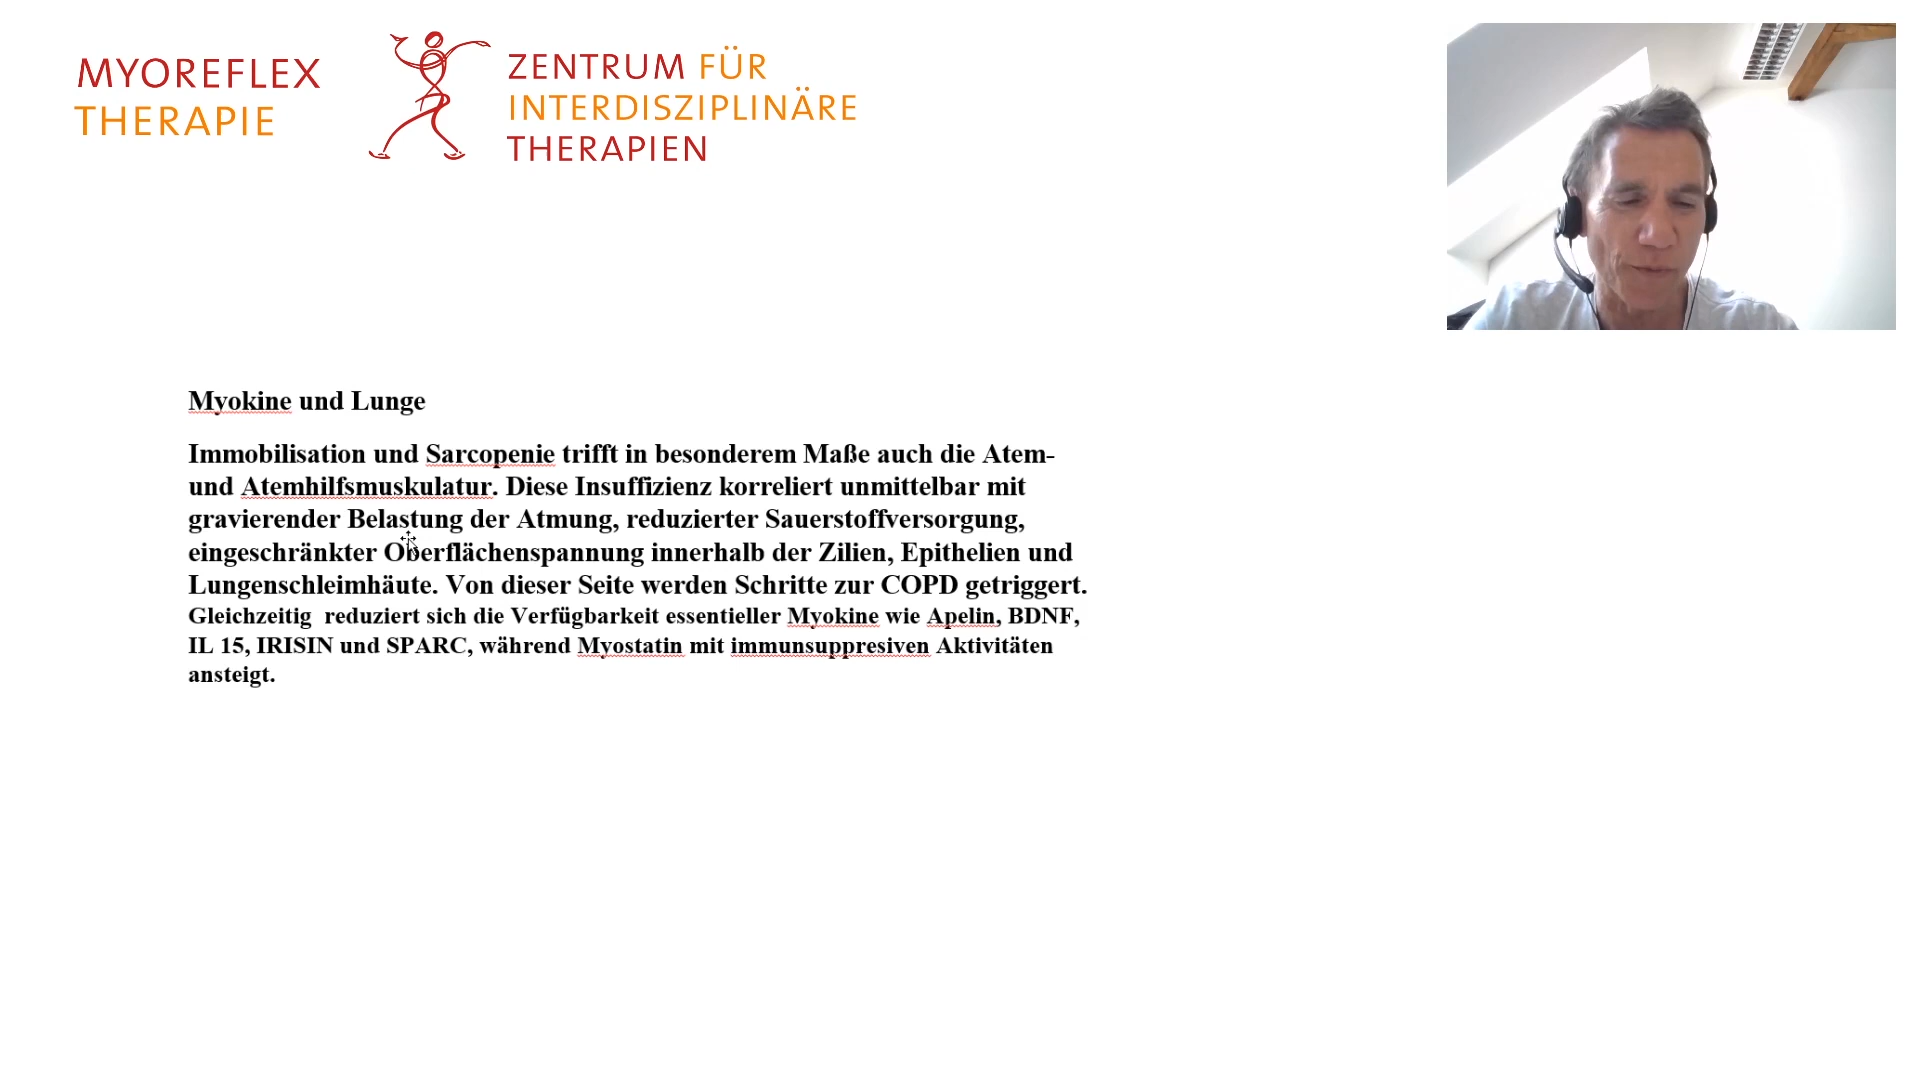 MYOREFLEX
THERAPIE
ZENTRUM FÜR
INTERDISZIPLINÄRE
THERAPIEN
Myokine und Lunge
Immobilisation und Sarcopenie trifft in besonderem Maße auch die Atem-
und Atemhilfsmuskulatur. Diese Insuffizienz korreliert unmittelbar mit
gravierender Belastung der Atmung, reduzierter Sauerstoffversorgung,
eingeschränkter Oberflächenspannung innerhalb der Zilien, Epithelien und
Lungenschleimhäute. Von dieser Seite werden Schritte zur COPD getriggert.
Gleichzeitig  reduziert sich die Verfügbarkeit essentieller Myokine wie Apelin, BDNF,
IL 15, IRISIN und SPARC, während Myostatin mit immunsuppresiven Aktivitäten
ansteigt.